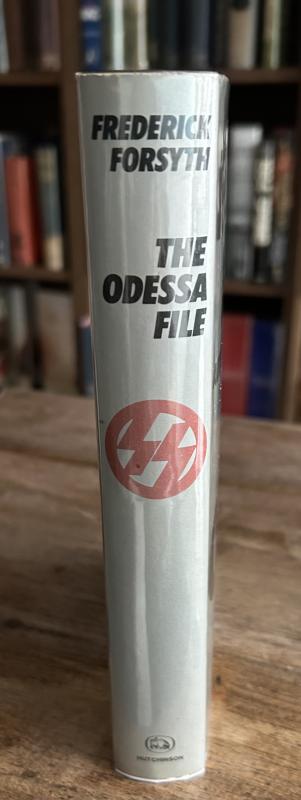 FREDERICK
FORSYTH
THE
ODESSA
FILE
HUTCHINSON